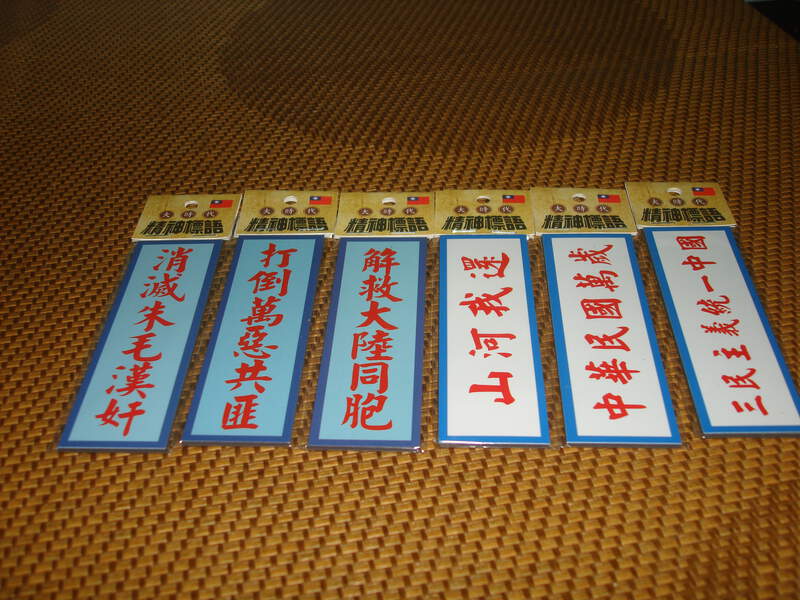 大時代
精神標語
消滅朱毛漢奸
大時代
精神標語
打倒萬惡共匪
大時代
精神標語
解救大陸同胞
大時代
精神標語
還我河山
大時代
精神標語
中華民國萬歲
大時代
精神標語
三民主義統一中國